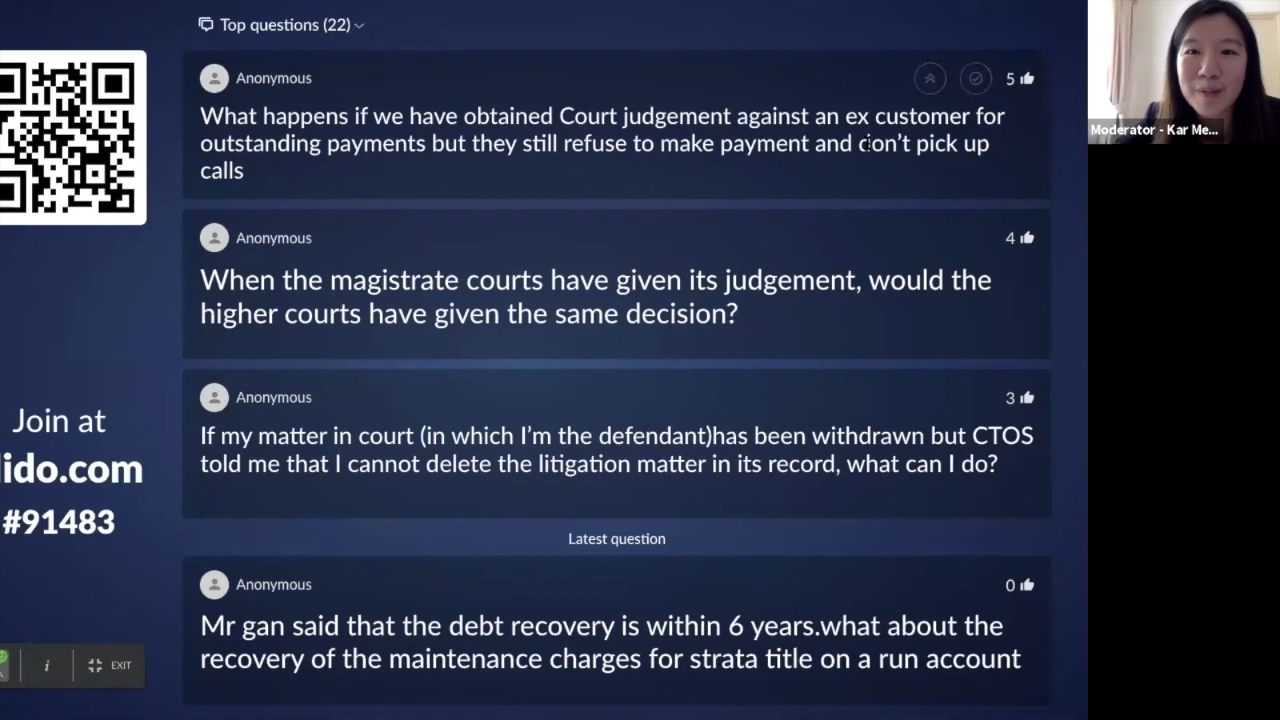 Top questions (22)
Anonymous
5
What happens if we have obtained Court judgement against an ex customer for
outstanding payments but they still refuse to make payment and don't pick up
calls
Anonymous
4
When the magistrate courts have given its judgement, would the
higher courts have given the same decision?
Anonymous
3
If my matter in court (in which I'm the defendant)has been withdrawn but CTOS
told me that I cannot delete the litigation matter in its record, what can I do?
Latest question
Anonymous
0
Mr gan said that the debt recovery is within 6 years.what about the
recovery of the maintenance charges for strata title on a run account
Join at
lido.com
#91483
i
EXIT
Moderator - Kar Me...